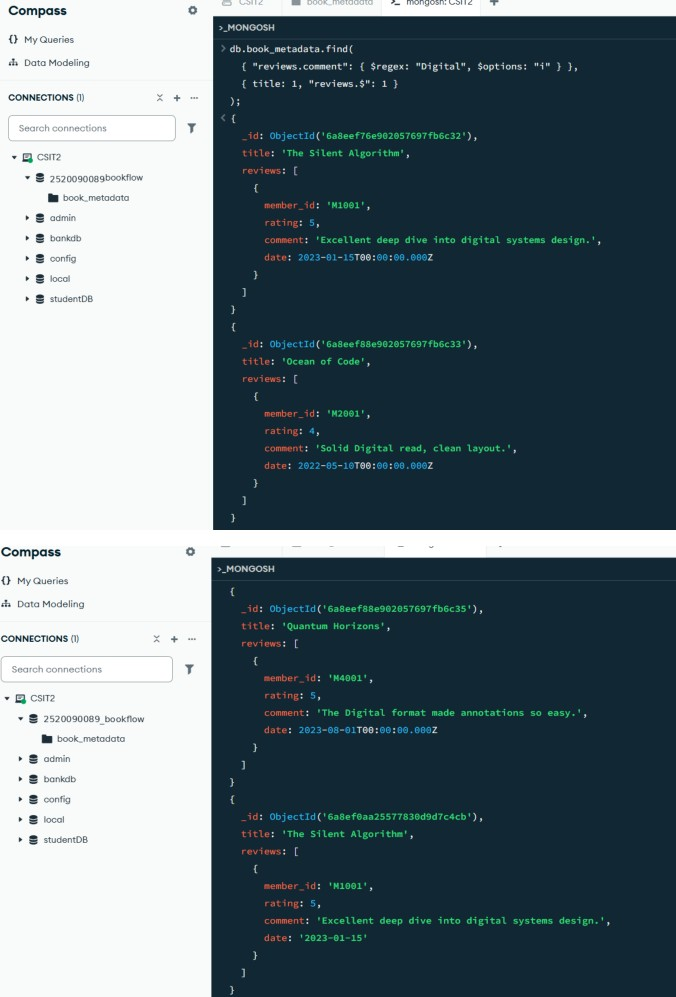 Compass
CSIT2
book_metadata
>_ mongosh: CSIT2
+
{} My Queries
Data Modeling
CONNECTIONS (1)
Search connections
CSIT2
2520090089bookflow
book_metadata
admin
bankdb
config
local
studentDB
>_MONGOSH
> db.book_metadata.find(
{ "reviews.comment": { $regex: "Digital", $options: "i" } },
{ title: 1, "reviews.$": 1 }
);
< {
_id: ObjectId('6a8eef76e902057697fb6c32'),
title: 'The Silent Algorithm',
reviews: [
{
member_id: 'M1001',
rating: 5,
comment: 'Excellent deep dive into digital systems design.',
date: 2023-01-15T00:00:00.000Z
}
]
}
{
_id: ObjectId('6a8eef88e902057697fb6c33'),
title: 'Ocean of Code',
reviews: [
{
member_id: 'M2001',
rating: 4,
comment: 'Solid Digital read, clean layout.',
date: 2022-05-10T00:00:00.000Z
}
]
}
Compass
{} My Queries
Data Modeling
CONNECTIONS (1)
Search connections
CSIT2
2520090089_bookflow
book_metadata
admin
bankdb
config
local
studentDB
>_MONGOSH
{
_id: ObjectId('6a8eef88e902057697fb6c35'),
title: 'Quantum Horizons',
reviews: [
{
member_id: 'M4001',
rating: 5,
comment: 'The Digital format made annotations so easy.',
date: 2023-08-01T00:00:00.000Z
}
]
}
{
_id: ObjectId('6a8ef0aa25577830d9d7c4cb'),
title: 'The Silent Algorithm',
reviews: [
{
member_id: 'M1001',
rating: 5,
comment: 'Excellent deep dive into digital systems design.',
date: '2023-01-15'
}
]
}